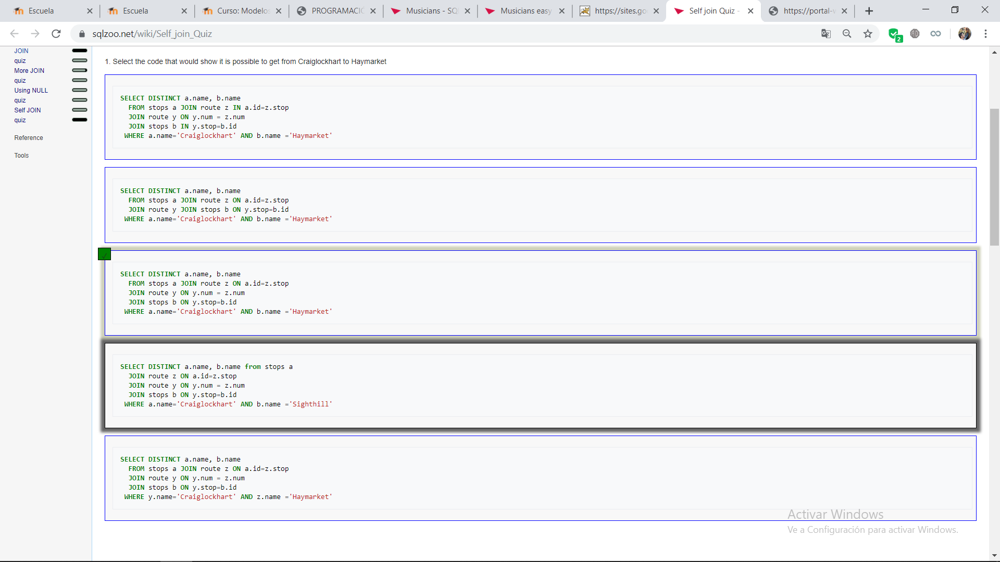 Escuela
Escuela
Curso: Modelos
PROGRAMACIÓ
Musicians - SQL
Musicians easy
https://sites.go
Self join Quiz -
https://portal-w
sqlzoo.net/wiki/Self_join_Quiz
2
JOIN
quiz
More JOIN
quiz
Using NULL
quiz
Self JOIN
quiz
Reference
Tools
1. Select the code that would show it is possible to get from Craiglockhart to Haymarket
SELECT DISTINCT a.name, b.name
FROM stops a JOIN route z IN a.id=z.stop
JOIN route y ON y.num = z.num
JOIN stops b IN y.stop=b.id
WHERE a.name='Craiglockhart' AND b.name ='Haymarket'
SELECT DISTINCT a.name, b.name
FROM stops a JOIN route z ON a.id=z.stop
JOIN route y JOIN stops b ON y.stop=b.id
WHERE a.name='Craiglockhart' AND b.name ='Haymarket'
SELECT DISTINCT a.name, b.name
FROM stops a JOIN route z ON a.id=z.stop
JOIN route y ON y.num = z.num
JOIN stops b ON y.stop=b.id
WHERE a.name='Craiglockhart' AND b.name ='Haymarket'
SELECT DISTINCT a.name, b.name from stops a
JOIN route z ON a.id=z.stop
JOIN route y ON y.num = z.num
JOIN stops b ON y.stop=b.id
WHERE a.name='Craiglockhart' AND b.name ='Sighthill'
SELECT DISTINCT a.name, b.name
FROM stops a JOIN route z ON a.id=z.stop
JOIN route y ON y.num = z.num
JOIN stops b ON y.stop=b.id
WHERE y.name='Craiglockhart' AND z.name ='Haymarket'
Activar Windows
Ve a Configuración para activar Windows.